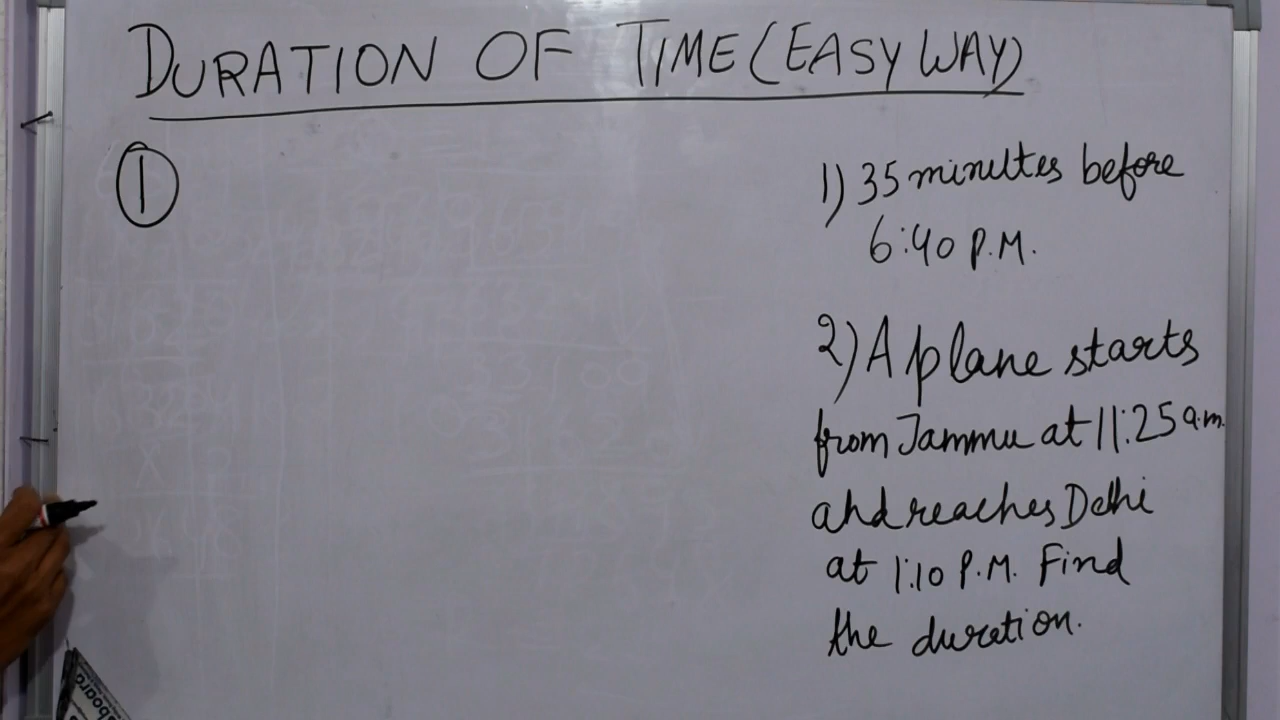 DURATION OF TIME (EASY WAY)
1
1) 35 minutes before
6:40 P.M.
2) A plane starts
from Jammu at 11:25 a.m.
and reaches Delhi
at 1:10 P.M. Find
the duration.